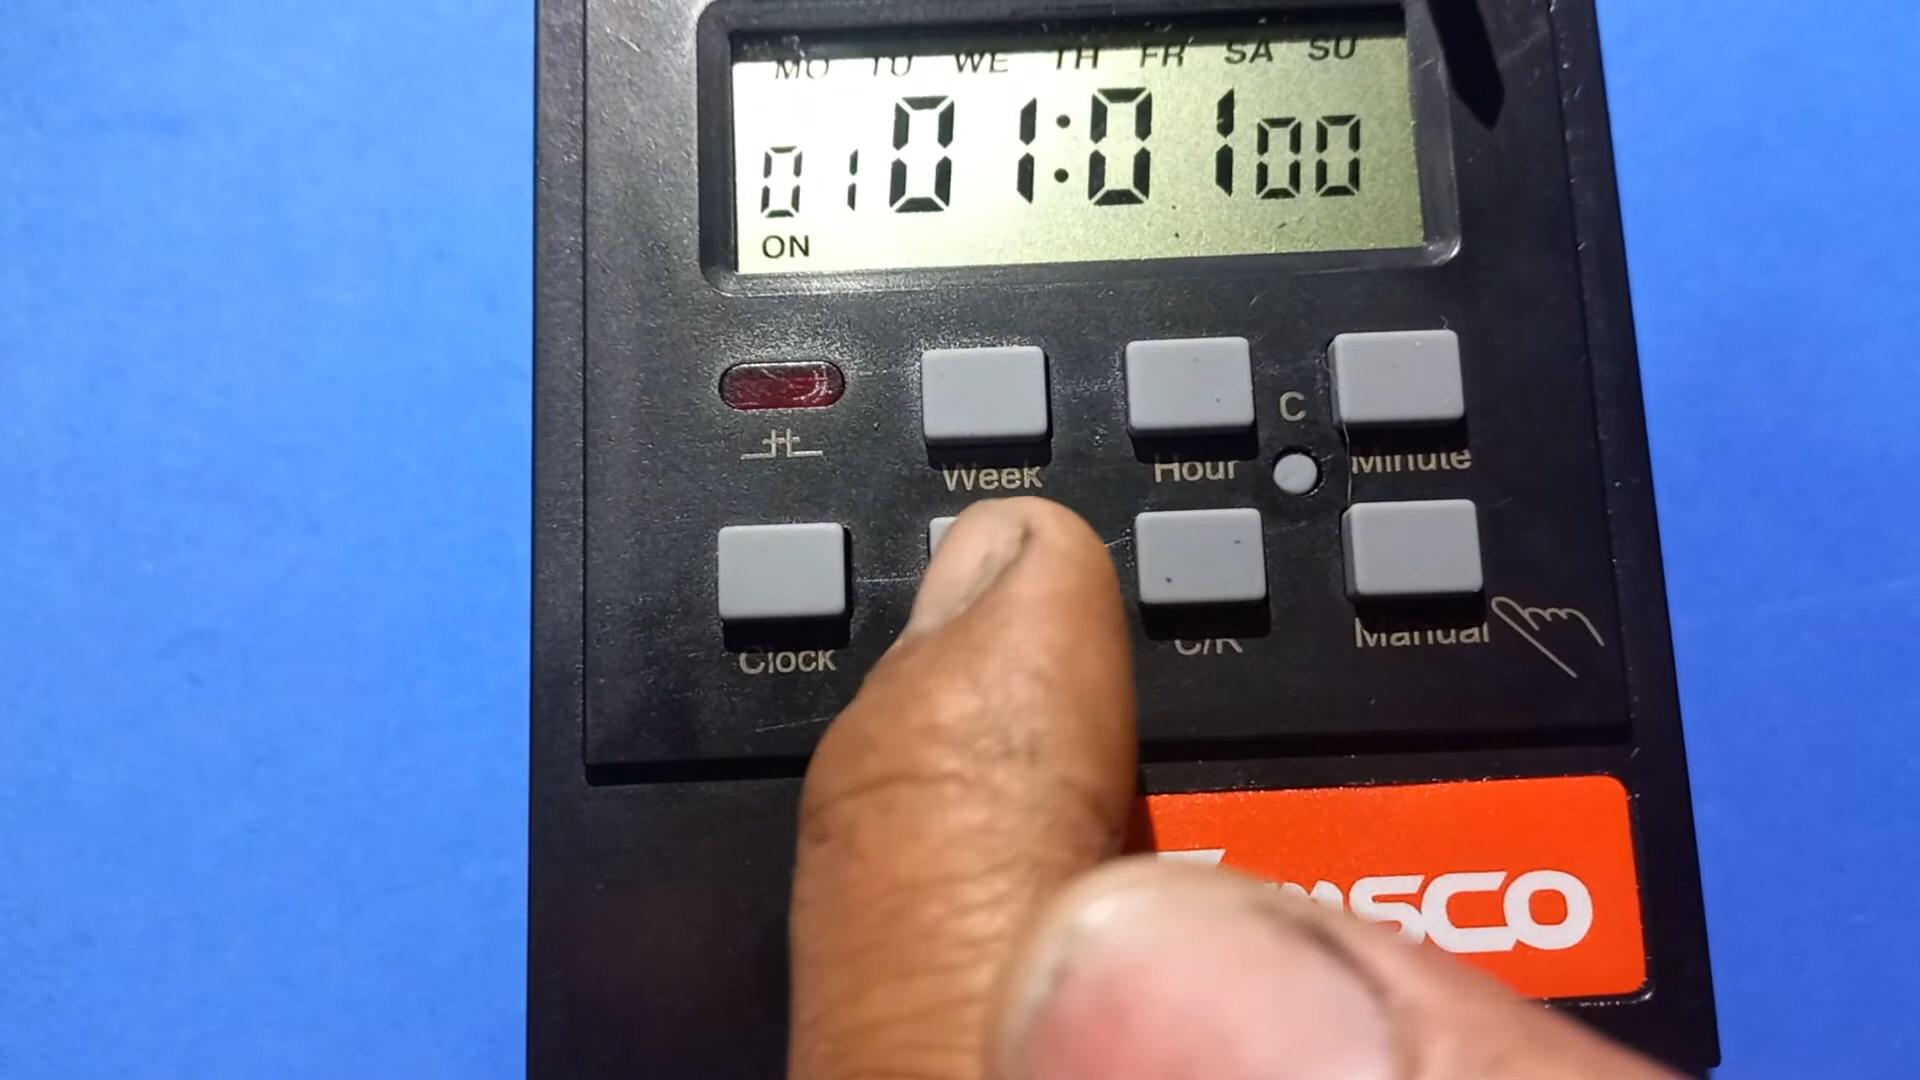 MO TU WE TH FR SA SU
01 01:01 00
ON
Week Hour C Minute
Clock C/R Manual